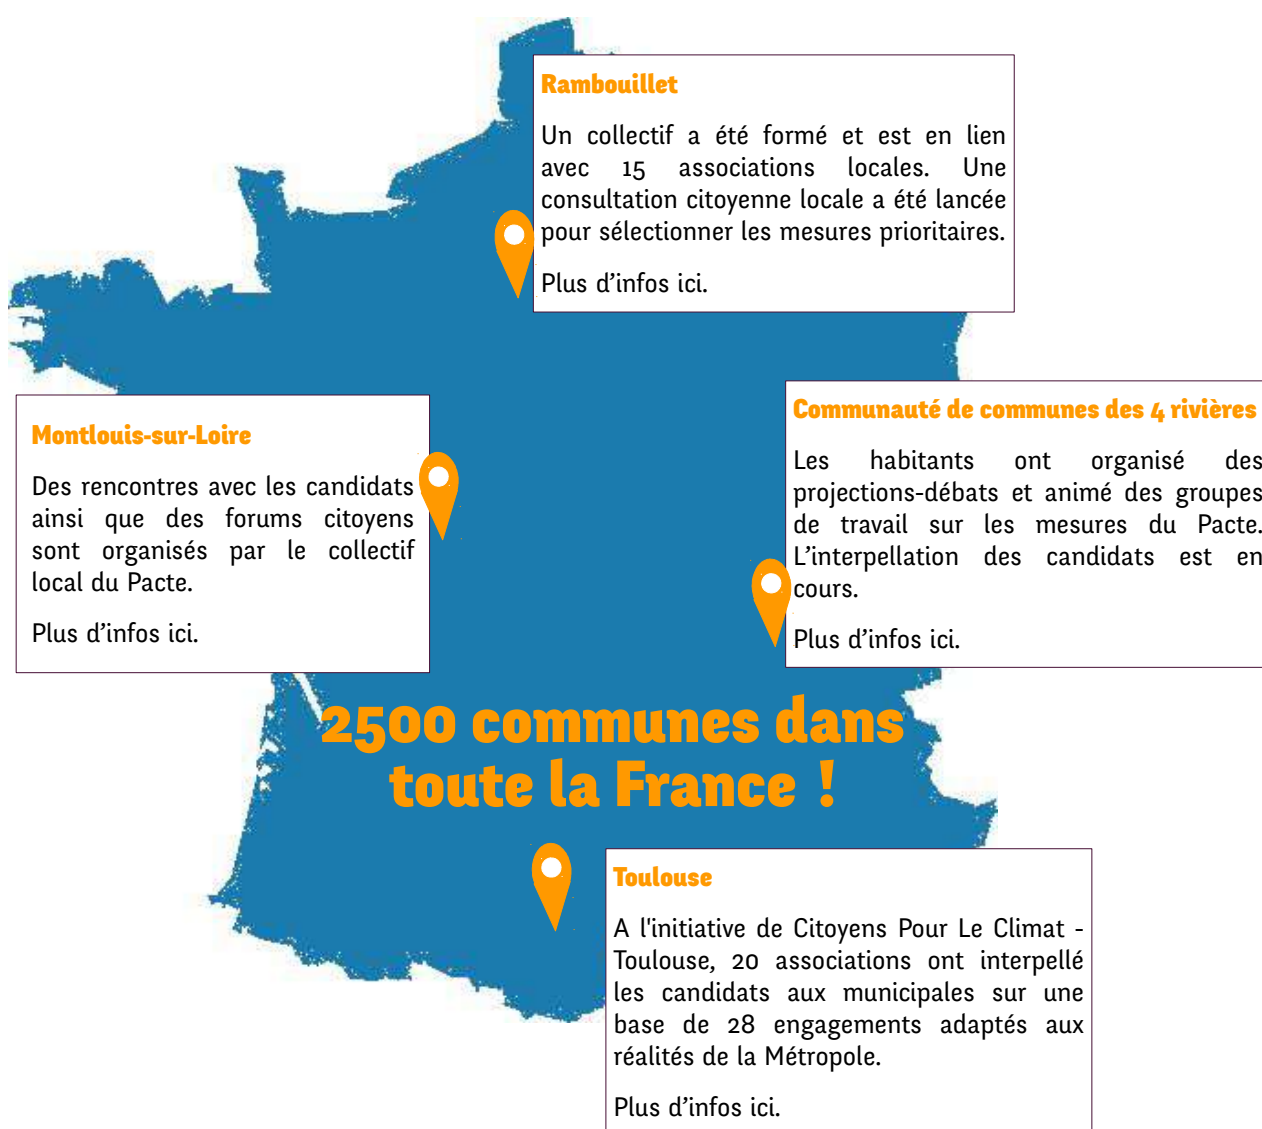 Rambouillet
Un collectif a été formé et est en lien
avec 15 associations locales. Une
consultation citoyenne locale a été lancée
pour sélectionner les mesures prioritaires.
Plus d’infos ici.
Montlouis-sur-Loire
Des rencontres avec les candidats
ainsi que des forums citoyens
sont organisés par le collectif
local du Pacte.
Plus d’infos ici.
Communauté de communes des 4 rivières
Les habitants ont organisé des
projections-débats et animé des groupes
de travail sur les mesures du Pacte.
L’interpellation des candidats est en
cours.
Plus d’infos ici.
2500 communes dans
toute la France !
Toulouse
A l'initiative de Citoyens Pour Le Climat -
Toulouse, 20 associations ont interpellé
les candidats aux municipales sur une
base de 28 engagements adaptés aux
réalités de la Métropole.
Plus d’infos ici.